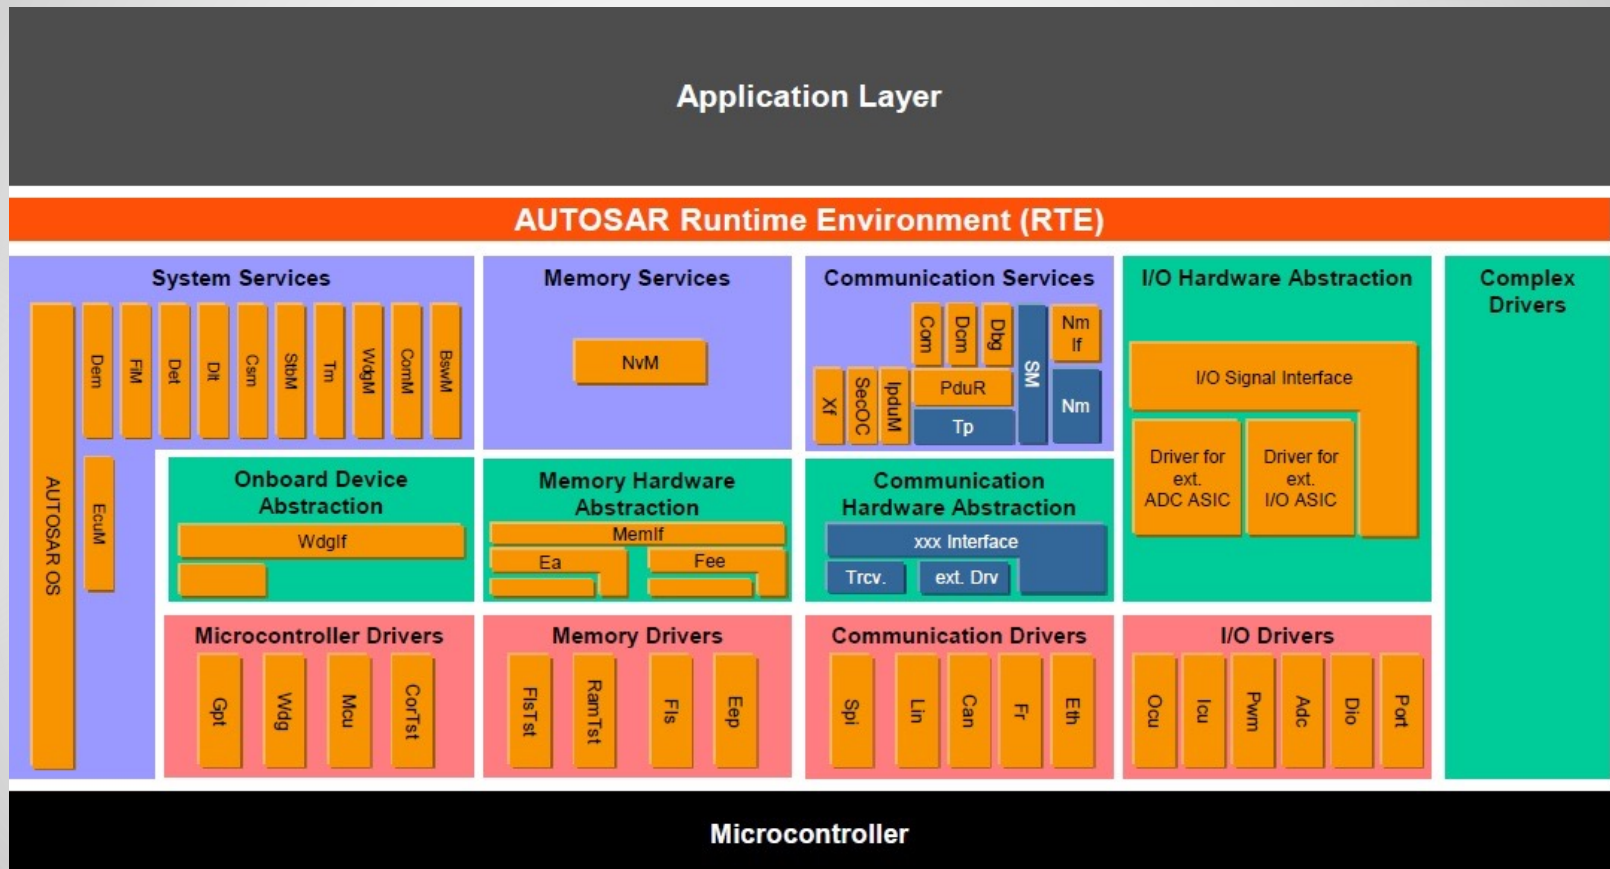 Application Layer
AUTOSAR Runtime Environment (RTE)
System Services
AUTOSAR OS
Dem
FiM
Det
Dlt
Csm
StbM
Tm
WdgM
ComM
BswM
EcuM
Memory Services
NvM
Communication Services
Xf
SecOC
IpduM
Com
Dcm
Dbg
PduR
Tp
SM
Nm
If
Nm
I/O Hardware Abstraction
I/O Signal Interface
Driver for
ext.
ADC ASIC
Driver for
ext.
I/O ASIC
Complex
Drivers
Onboard Device
Abstraction
WdgIf
Memory Hardware
Abstraction
MemIf
Ea
Fee
Communication
Hardware Abstraction
xxx Interface
Trcv.
ext. Drv
Microcontroller Drivers
Gpt
Wdg
Mcu
CorTst
Memory Drivers
FlsTst
RamTst
Fls
Eep
Communication Drivers
Spi
Lin
Can
Fr
Eth
I/O Drivers
Ocu
Icu
Pwm
Adc
Dio
Port
Microcontroller